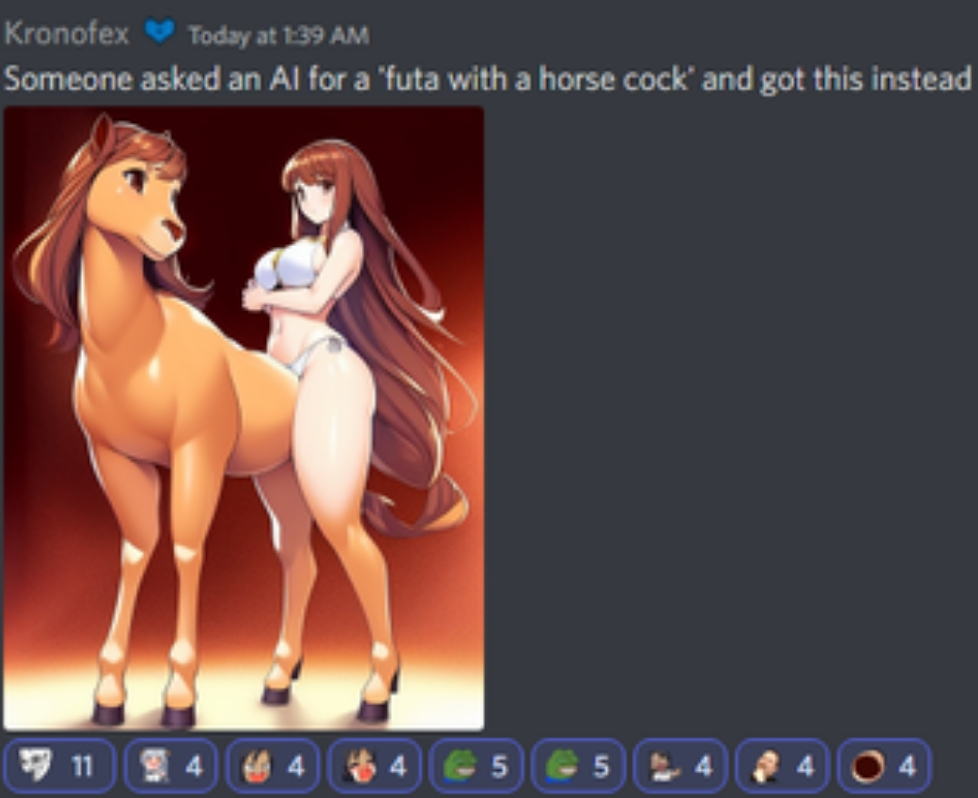 Kronofex Today at 1:39 AM
Someone asked an AI for a 'futa with a horse cock' and got this instead
11 4 4 4 5 5 4 4 4